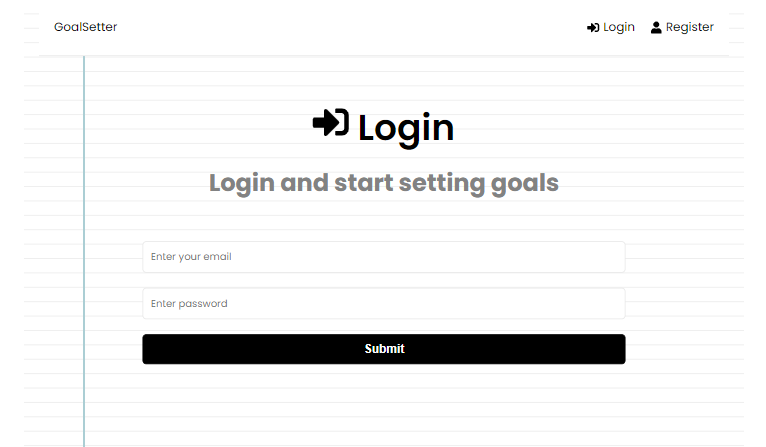 GoalSetter Login Register
Login
Login and start setting goals
Enter your email
Enter password
Submit